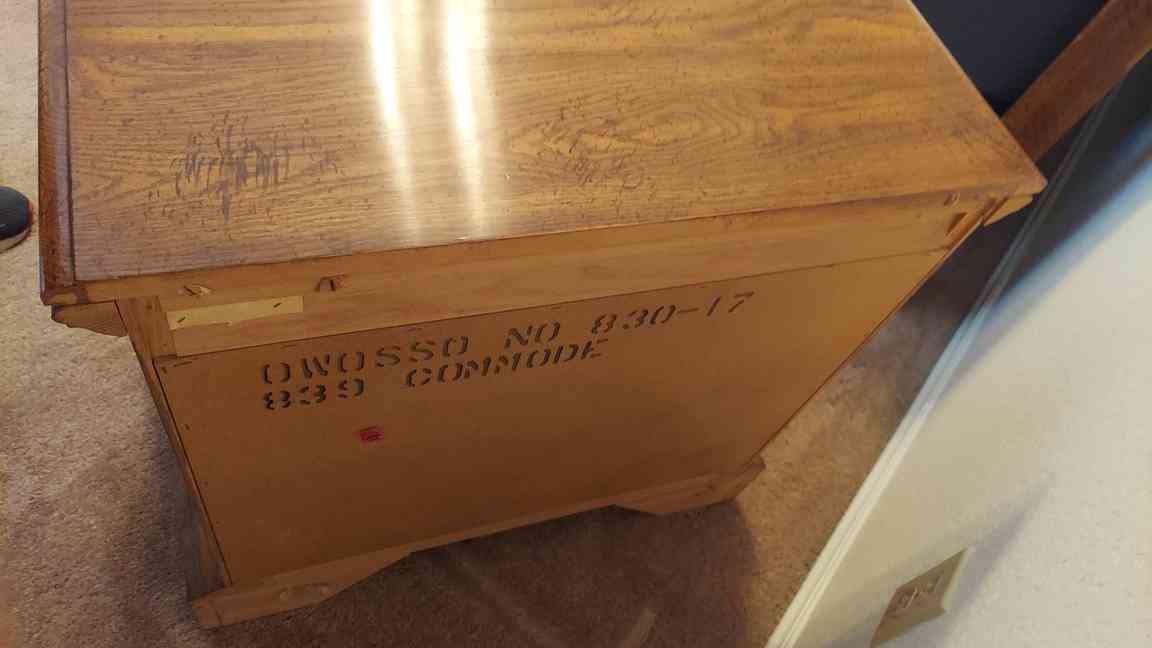 OWOSSO NO 830-17
839 COMMODE